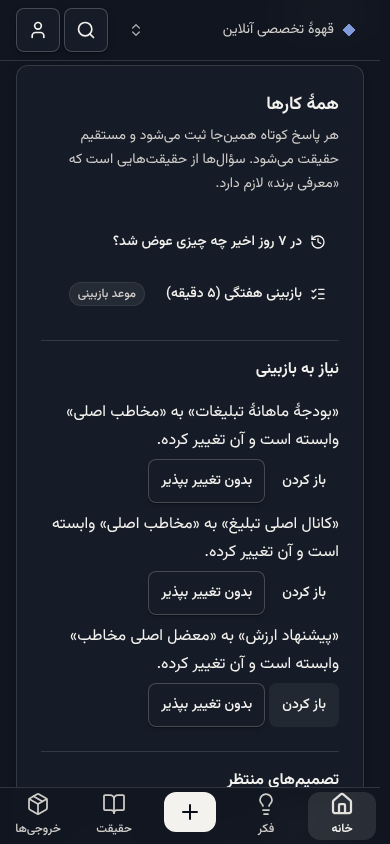 قهوهٔ تخصصی آنلاین
همهٔ کارها
هر پاسخ کوتاه همین‌جا ثبت می‌شود و مستقیم
حقیقت می‌شود. سؤال‌ها از حقیقت‌هایی است که
«معرفی برند» لازم دارد.
در ۷ روز اخیر چه چیزی عوض شد؟
بازبینی هفتگی (۵ دقیقه)
موعد بازبینی
نیاز به بازبینی
«بودجهٔ ماهانهٔ تبلیغات» به «مخاطب اصلی»
وابسته است و آن تغییر کرده.
باز کردن
بدون تغییر بپذیر
«کانال اصلی تبلیغ» به «مخاطب اصلی» وابسته
است و آن تغییر کرده.
باز کردن
بدون تغییر بپذیر
«پیشنهاد ارزش» به «معضل اصلی مخاطب»
وابسته است و آن تغییر کرده.
باز کردن
بدون تغییر بپذیر
تصمیم‌های منتظر
خانه
فکر
حقیقت
خروجی‌ها